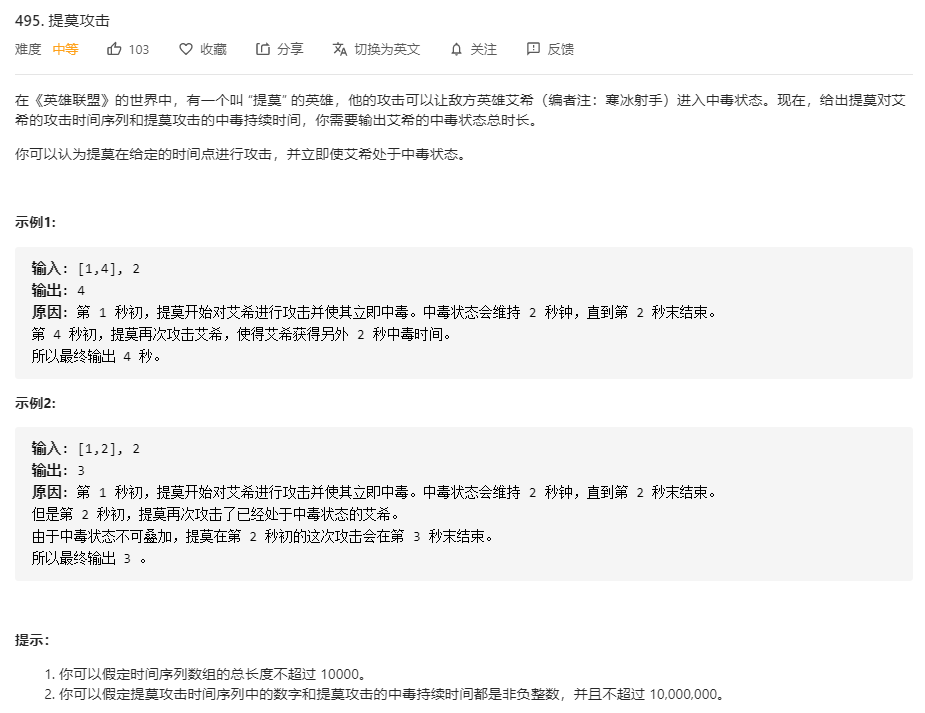 495. 提莫攻击
难度 中等 103 收藏 分享 切换为英文 关注 反馈
在《英雄联盟》的世界中，有一个叫 “提莫” 的英雄，他的攻击可以让敌方英雄艾希（编者注：寒冰射手）进入中毒状态。现在，给出提莫对艾
希的攻击时间序列和提莫攻击的中毒持续时间，你需要输出艾希的中毒状态总时长。
你可以认为提莫在给定的时间点进行攻击，并立即使艾希处于中毒状态。
示例1:
输入: [1,4], 2
输出: 4
原因: 第 1 秒初，提莫开始对艾希进行攻击并使其立即中毒。中毒状态会维持 2 秒钟，直到第 2 秒末结束。
第 4 秒初，提莫再次攻击艾希，使得艾希获得另外 2 秒中毒时间。
所以最终输出 4 秒。
示例2:
输入: [1,2], 2
输出: 3
原因: 第 1 秒初，提莫开始对艾希进行攻击并使其立即中毒。中毒状态会维持 2 秒钟，直到第 2 秒末结束。
但是第 2 秒初，提莫再次攻击了已经处于中毒状态的艾希。
由于中毒状态不可叠加，提莫在第 2 秒初的这次攻击会在第 3 秒末结束。
所以最终输出 3 。
提示：
1. 你可以假定时间序列数组的总长度不超过 10000。
2. 你可以假定提莫攻击时间序列中的数字和提莫攻击的中毒持续时间都是非负整数，并且不超过 10,000,000。